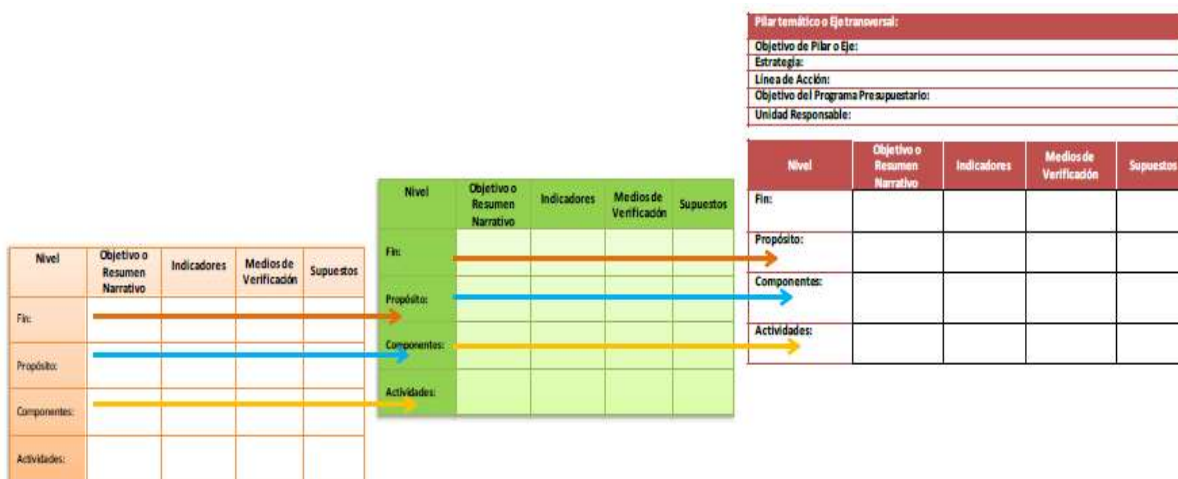 Pilar temático o Eje transversal:
Objetivo de Pilar o Eje:
Estrategia:
Línea de Acción:
Objetivo del Programa Presupuestario:
Unidad Responsable:
Nivel
Objetivo o
Resumen
Narrativo
Indicadores
Medios de
Verificación
Supuestos
Fin:
Propósito:
Componentes:
Actividades:
Nivel
Objetivo o
Resumen
Narrativo
Indicadores
Medios de
Verificación
Supuestos
Fin:
Propósito:
Componentes:
Actividades:
Nivel
Objetivo o
Resumen
Narrativo
Indicadores
Medios de
Verificación
Supuestos
Fin:
Propósito:
Componentes:
Actividades: